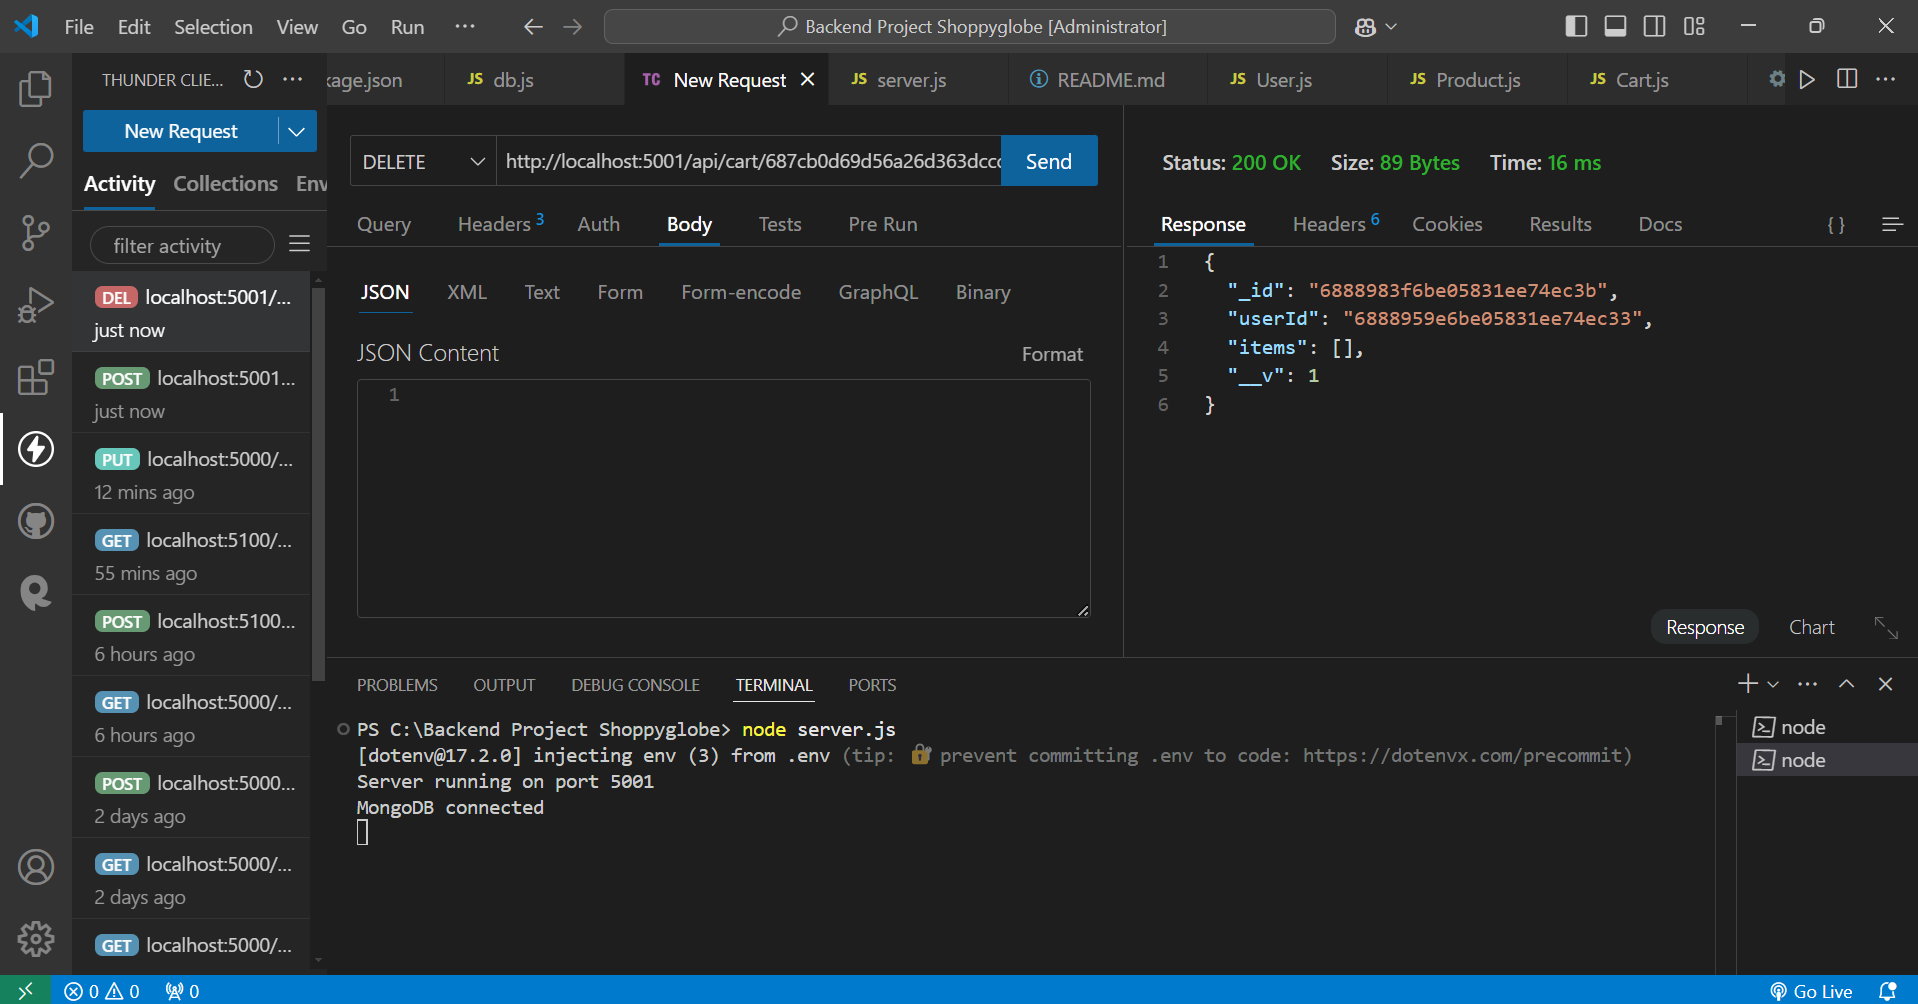 File Edit Selection View Go Run ···
Backend Project Shoppyglobe [Administrator]
THUNDER CLIE... ···
kage.json
JS db.js
TC New Request
JS server.js
README.md
JS User.js
JS Product.js
JS Cart.js
New Request
Activity Collections Env
filter activity
DEL localhost:5001/...
just now
POST localhost:5001...
just now
PUT localhost:5000/...
12 mins ago
GET localhost:5100/...
55 mins ago
POST localhost:5100...
6 hours ago
GET localhost:5000/...
6 hours ago
POST localhost:5000...
2 days ago
GET localhost:5000/...
2 days ago
GET localhost:5000/...
DELETE http://localhost:5001/api/cart/687cb0d69d56a26d363dccc Send
Query Headers 3 Auth Body Tests Pre Run
JSON XML Text Form Form-encode GraphQL Binary
JSON Content Format
1
Status: 200 OK Size: 89 Bytes Time: 16 ms
Response Headers 6 Cookies Results Docs {}
1 {
2 "_id": "6888983f6be05831ee74ec3b",
3 "userId": "6888959e6be05831ee74ec33",
4 "items": [],
5 "__v": 1
6 }
Response Chart
PROBLEMS OUTPUT DEBUG CONSOLE TERMINAL PORTS
PS C:\Backend Project Shoppyglobe> node server.js
[dotenv@17.2.0] injecting env (3) from .env (tip: 🔐 prevent committing .env to code: https://dotenvx.com/precommit)
Server running on port 5001
MongoDB connected
node
node
0 0 0
Go Live